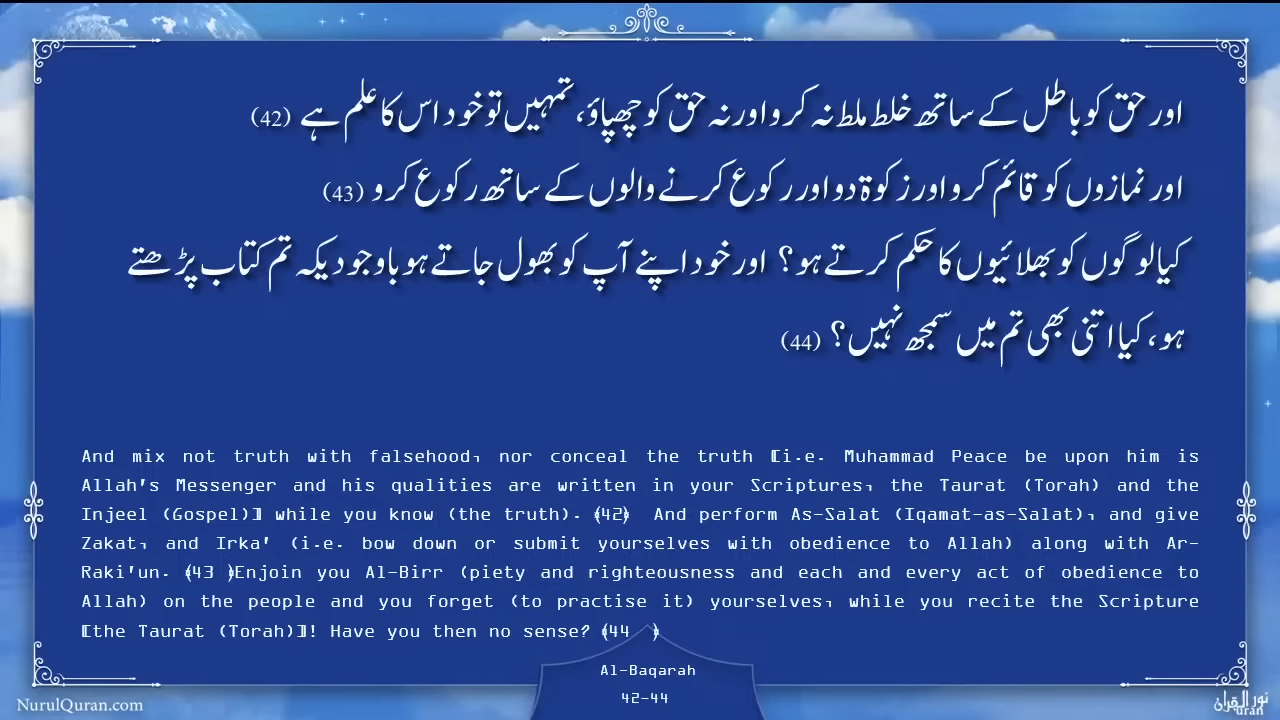 اور حق کو باطل کے ساتھ خلط ملط نہ کرو اور نہ حق کو چھپاؤ، تمہیں تو خود اس کا علم ہے (42)
اور نمازوں کو قائم کرو اور زکوٰۃ دو اور رکوع کرنے والوں کے ساتھ رکوع کرو (43)
کیا لوگوں کو بھلائیوں کا حکم کرتے ہو؟ اور خود اپنے آپ کو بھول جاتے ہو باوجودیکہ تم کتاب پڑھتے
ہو، کیا اتنی بھی تم میں سمجھ نہیں؟ (44)
And mix not truth with falsehood, nor conceal the truth [i.e. Muhammad Peace be upon him is
Allah's Messenger and his qualities are written in your Scriptures, the Taurat (Torah) and the
Injeel (Gospel)] while you know (the truth). ﴾42﴿ And perform As-Salat (Iqamat-as-Salat), and give
Zakat, and Irka' (i.e. bow down or submit yourselves with obedience to Allah) along with Ar-
Raki'un. ﴾43 ﴿Enjoin you Al-Birr (piety and righteousness and each and every act of obedience to
Allah) on the people and you forget (to practise it) yourselves, while you recite the Scripture
[the Taurat (Torah)]! Have you then no sense? ﴾44 ﴿
Al-Baqarah
42-44
NurulQuran.com
نور القرآن
uran